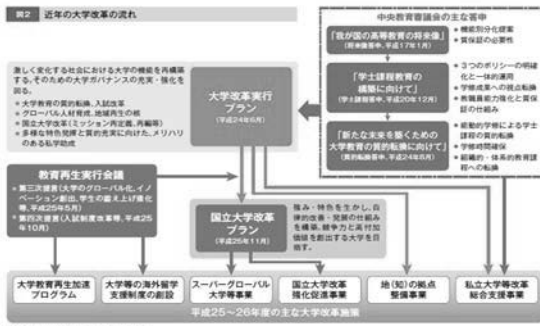 図2 近年の大学改革の流れ
激しく変化する社会における大学の機能を再構築
する。そのための大学ガバナンスの充実・強化を
図る。
● 大学教育の質的転換、入試改革
● グローバル人材育成、地域再生の核
● 国立大学改革(ミッション再定義、再編等)
● 多様な特色発揮と質的充実に向けた、メリハリ
のある私学助成
大学改革実行
プラン
(平成24年6月)
中央教育審議会の主な答申
「我が国の高等教育の将来像」
(将来像答申、平成17年1月)
● 機能別分化提案
● 質保証の必要性
「学士課程教育の
構築に向けて」
(学士課程答申、平成20年12月)
● 3つのポリシーの明確
化と一体的運用
● 学修成果への視点転換
● 教職員能力強化と質保
証の仕組み
「新たな未来を築くための
大学教育の質的転換に向けて」
(質的転換答申、平成24年8月)
● 能動的学修による学士
課程の質的転換
● 学修時間確保
● 組織的・体系的教育課
程への転換
教育再生実行会議
● 第三次提言(大学のグローバル化、イノ
ベーション創出、学生の鍛え上げ進化
等、平成25年5月)
● 第四次提言(入試制度改革等、平成25
年10月)
国立大学改革
プラン
(平成25年11月)
強み・特色を生かし、自
律的改善・発展の仕組み
を構築。競争力と高付加
価値を創出する大学を目
指す。
大学教育再生加速
プログラム
大学等の海外留学
支援制度の創設
スーパーグローバル
大学等事業
国立大学改革
強化促進事業
地(知)の拠点
整備事業
私立大学等改革
総合支援事業
平成25~26年度の主な大学改革施策